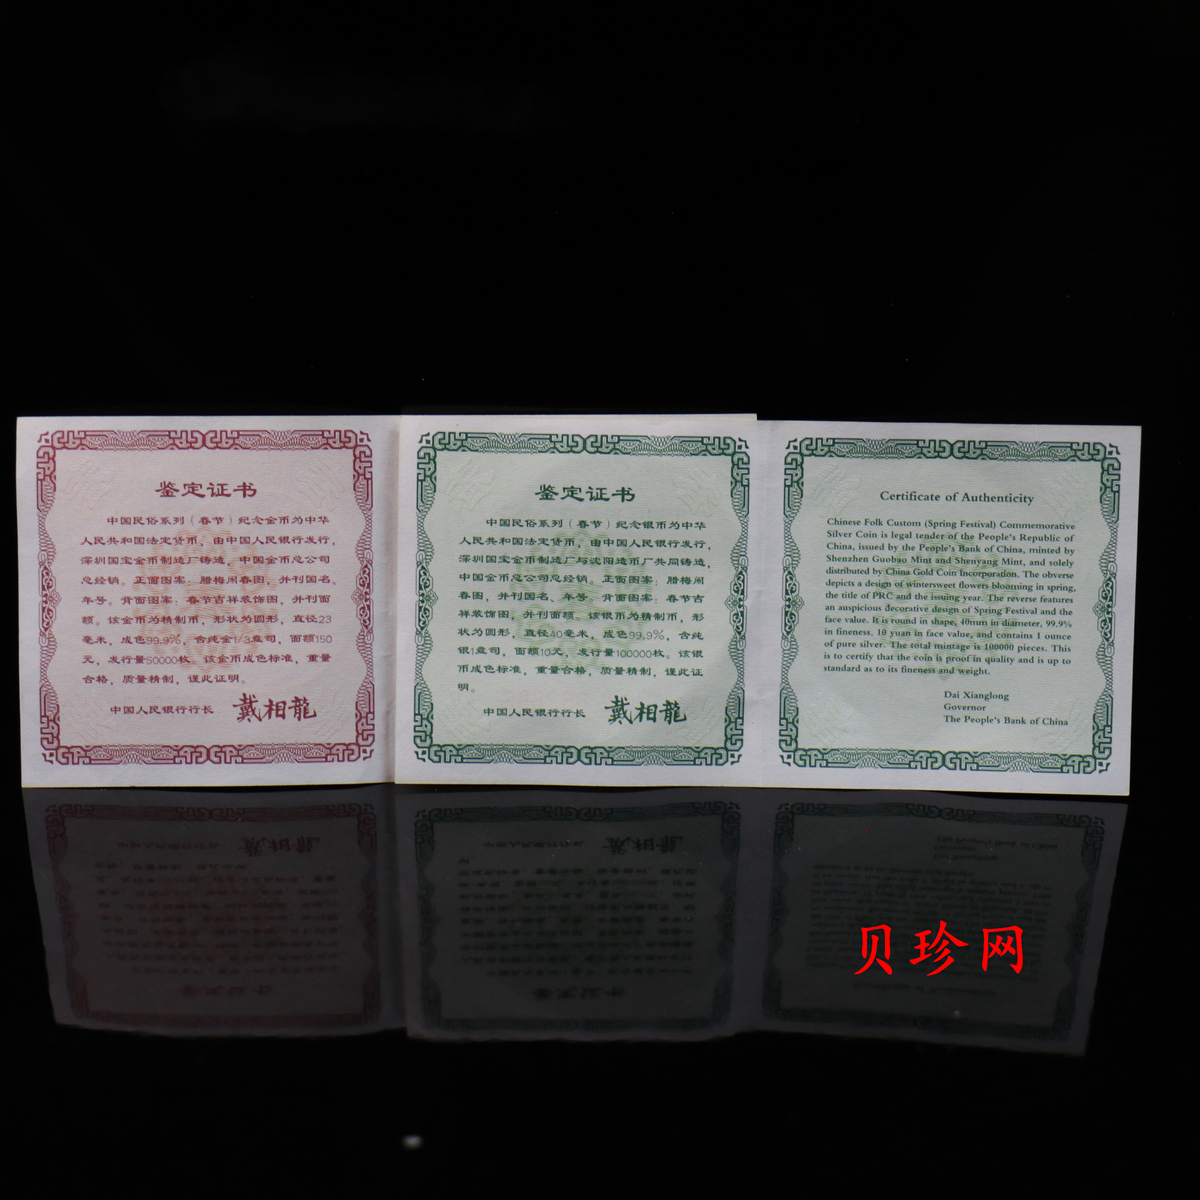 鉴定证书
中国民俗系列（春节）纪念金币为中华
人民共和国法定货币，由中国人民银行发行，
深圳国宝金币制造厂铸造，中国金币总公司
总经销。正面图案：腊梅闹春图，并刊国名、
年号。背面图案：春节吉祥装饰图，并刊面
额。该金币为精制币，形状为圆形，直径23
毫米，成色99.9%，含纯金1/3盎司，面额150
元，发行量50000枚。该金币成色标准，重量
合格，质量精制，谨此证明。
中国人民银行行长 戴相龍
鉴定证书
中国民俗系列（春节）纪念银币为中华
人民共和国法定货币，由中国人民银行发行，
深圳国宝金币制造厂与沈阳造币厂共同铸造，
中国金币总公司总经销。正面图案：腊梅闹
春图，并刊国名、年号。背面图案：春节吉
祥装饰图，并刊面额。该银币为精制币，形
状为圆形，直径40毫米，成色99.9%，含纯
银1盎司，面额10元，发行量100000枚。该银
币成色标准，重量合格，质量精制，谨此证
明。
中国人民银行行长 戴相龍
Certificate of Authenticity
Chinese Folk Custom (Spring Festival) Commemorative
Silver Coin is legal tender of the People's Republic of
China, issued by the People's Bank of China, minted by
Shenzhen Guobao Mint and Shenyang Mint, and solely
distributed by China Gold Coin Incorporation. The obverse
depicts a design of wintersweet flowers blooming in spring,
the title of PRC and the issuing year. The reverse features
an auspicious decorative design of Spring Festival and the
face value. It is round in shape, 40mm in diameter, 99.9%
in fineness, 10 yuan in face value, and contains 1 ounce
of pure silver. The total mintage is 100000 pieces. This
is to certify that the coin is proof in quality and is up to
standard as to its fineness and weight.
Dai Xianglong
Governor
The People's Bank of China
贝珍网